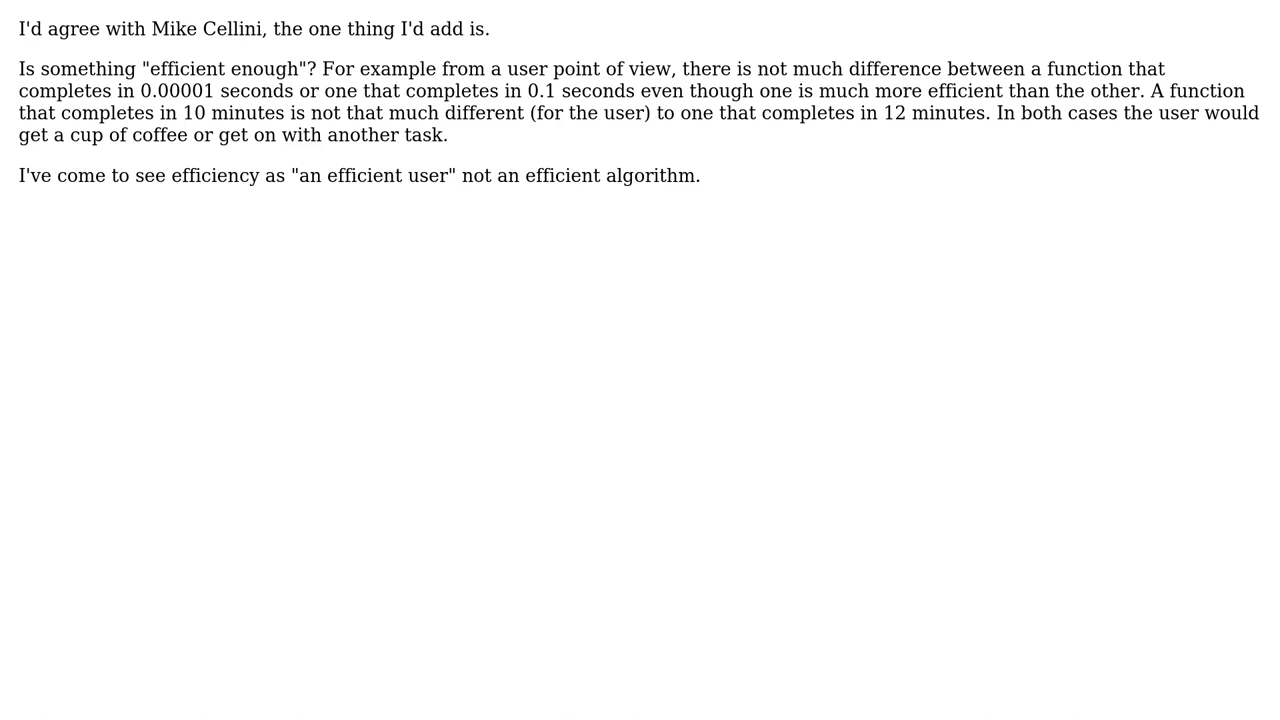 I'd agree with Mike Cellini, the one thing I'd add is.
Is something "efficient enough"? For example from a user point of view, there is not much difference between a function that
completes in 0.00001 seconds or one that completes in 0.1 seconds even though one is much more efficient than the other. A function
that completes in 10 minutes is not that much different (for the user) to one that completes in 12 minutes. In both cases the user would
get a cup of coffee or get on with another task.
I've come to see efficiency as "an efficient user" not an efficient algorithm.